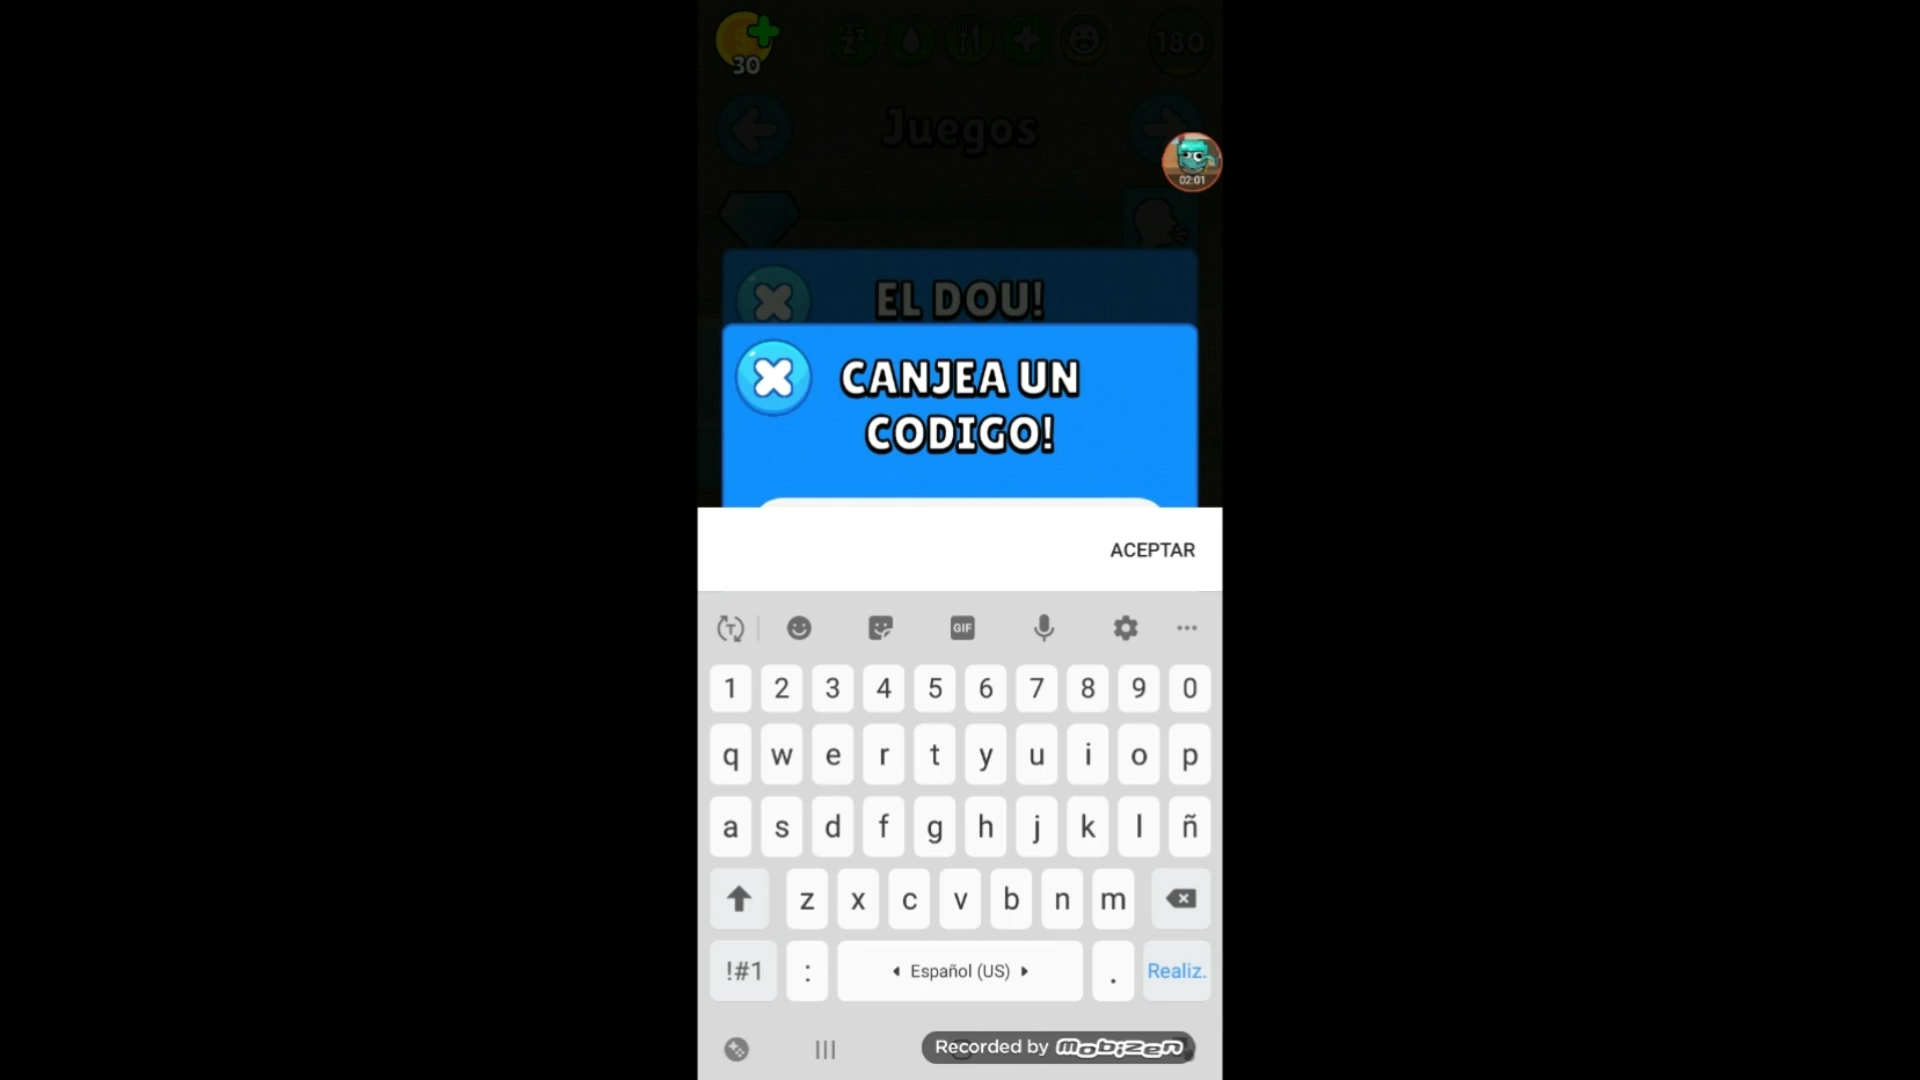 30
180
Juegos
02:01
EL DOU!
CANJEA UN
CODIGO!
ACEPTAR
GIF
1 2 3 4 5 6 7 8 9 0
q w e r t y u i o p
a s d f g h j k l ñ
z x c v b n m
!#1 : Español (US) . Realiz.
Recorded by mobizen